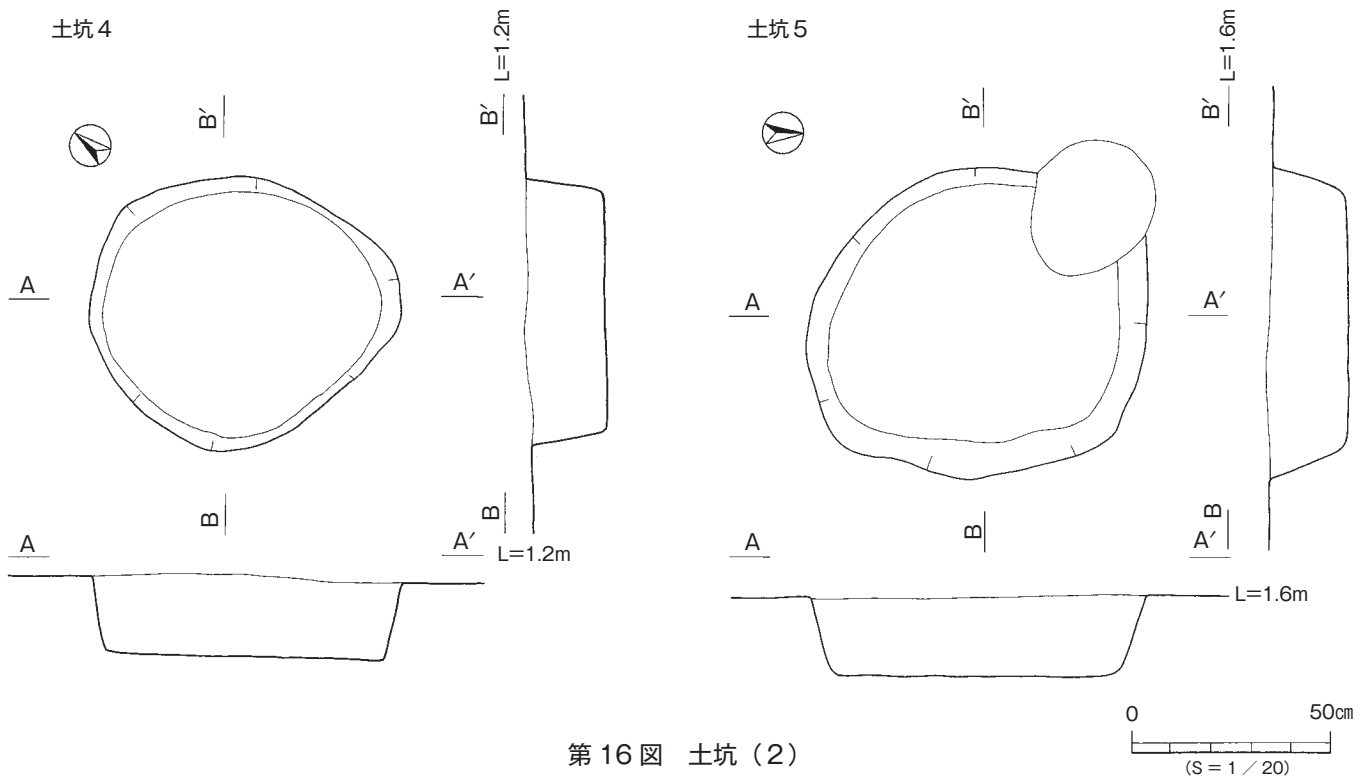 土坑4
B′
A
A′
B
L=1.2m
B′
B
A
A′
L=1.2m
土坑5
B′
A
A′
B
L=1.6m
B′
B
A
A′
L=1.6m
0 50㎝
(S = 1 / 20)
第16図 土坑(2)